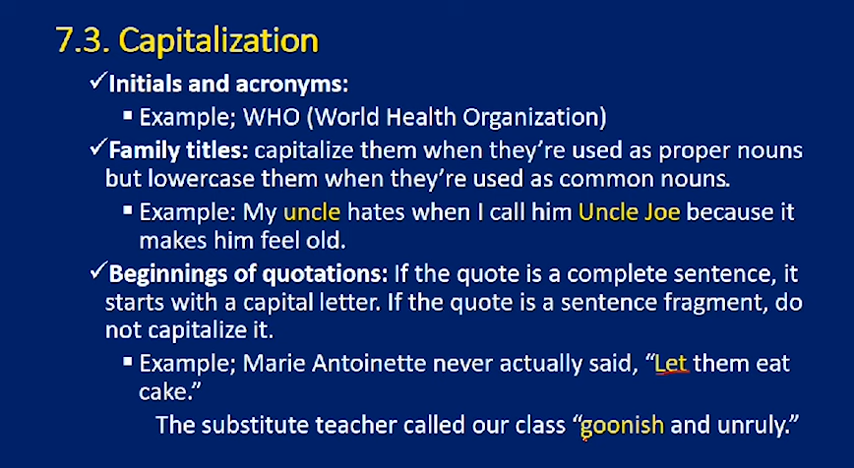 7.3. Capitalization
✓Initials and acronyms:
▪ Example; WHO (World Health Organization)
✓Family titles: capitalize them when they're used as proper nouns
but lowercase them when they're used as common nouns.
▪ Example: My uncle hates when I call him Uncle Joe because it
makes him feel old.
✓Beginnings of quotations: If the quote is a complete sentence, it
starts with a capital letter. If the quote is a sentence fragment, do
not capitalize it.
▪ Example; Marie Antoinette never actually said, “Let them eat
cake.”
The substitute teacher called our class “goonish and unruly.”